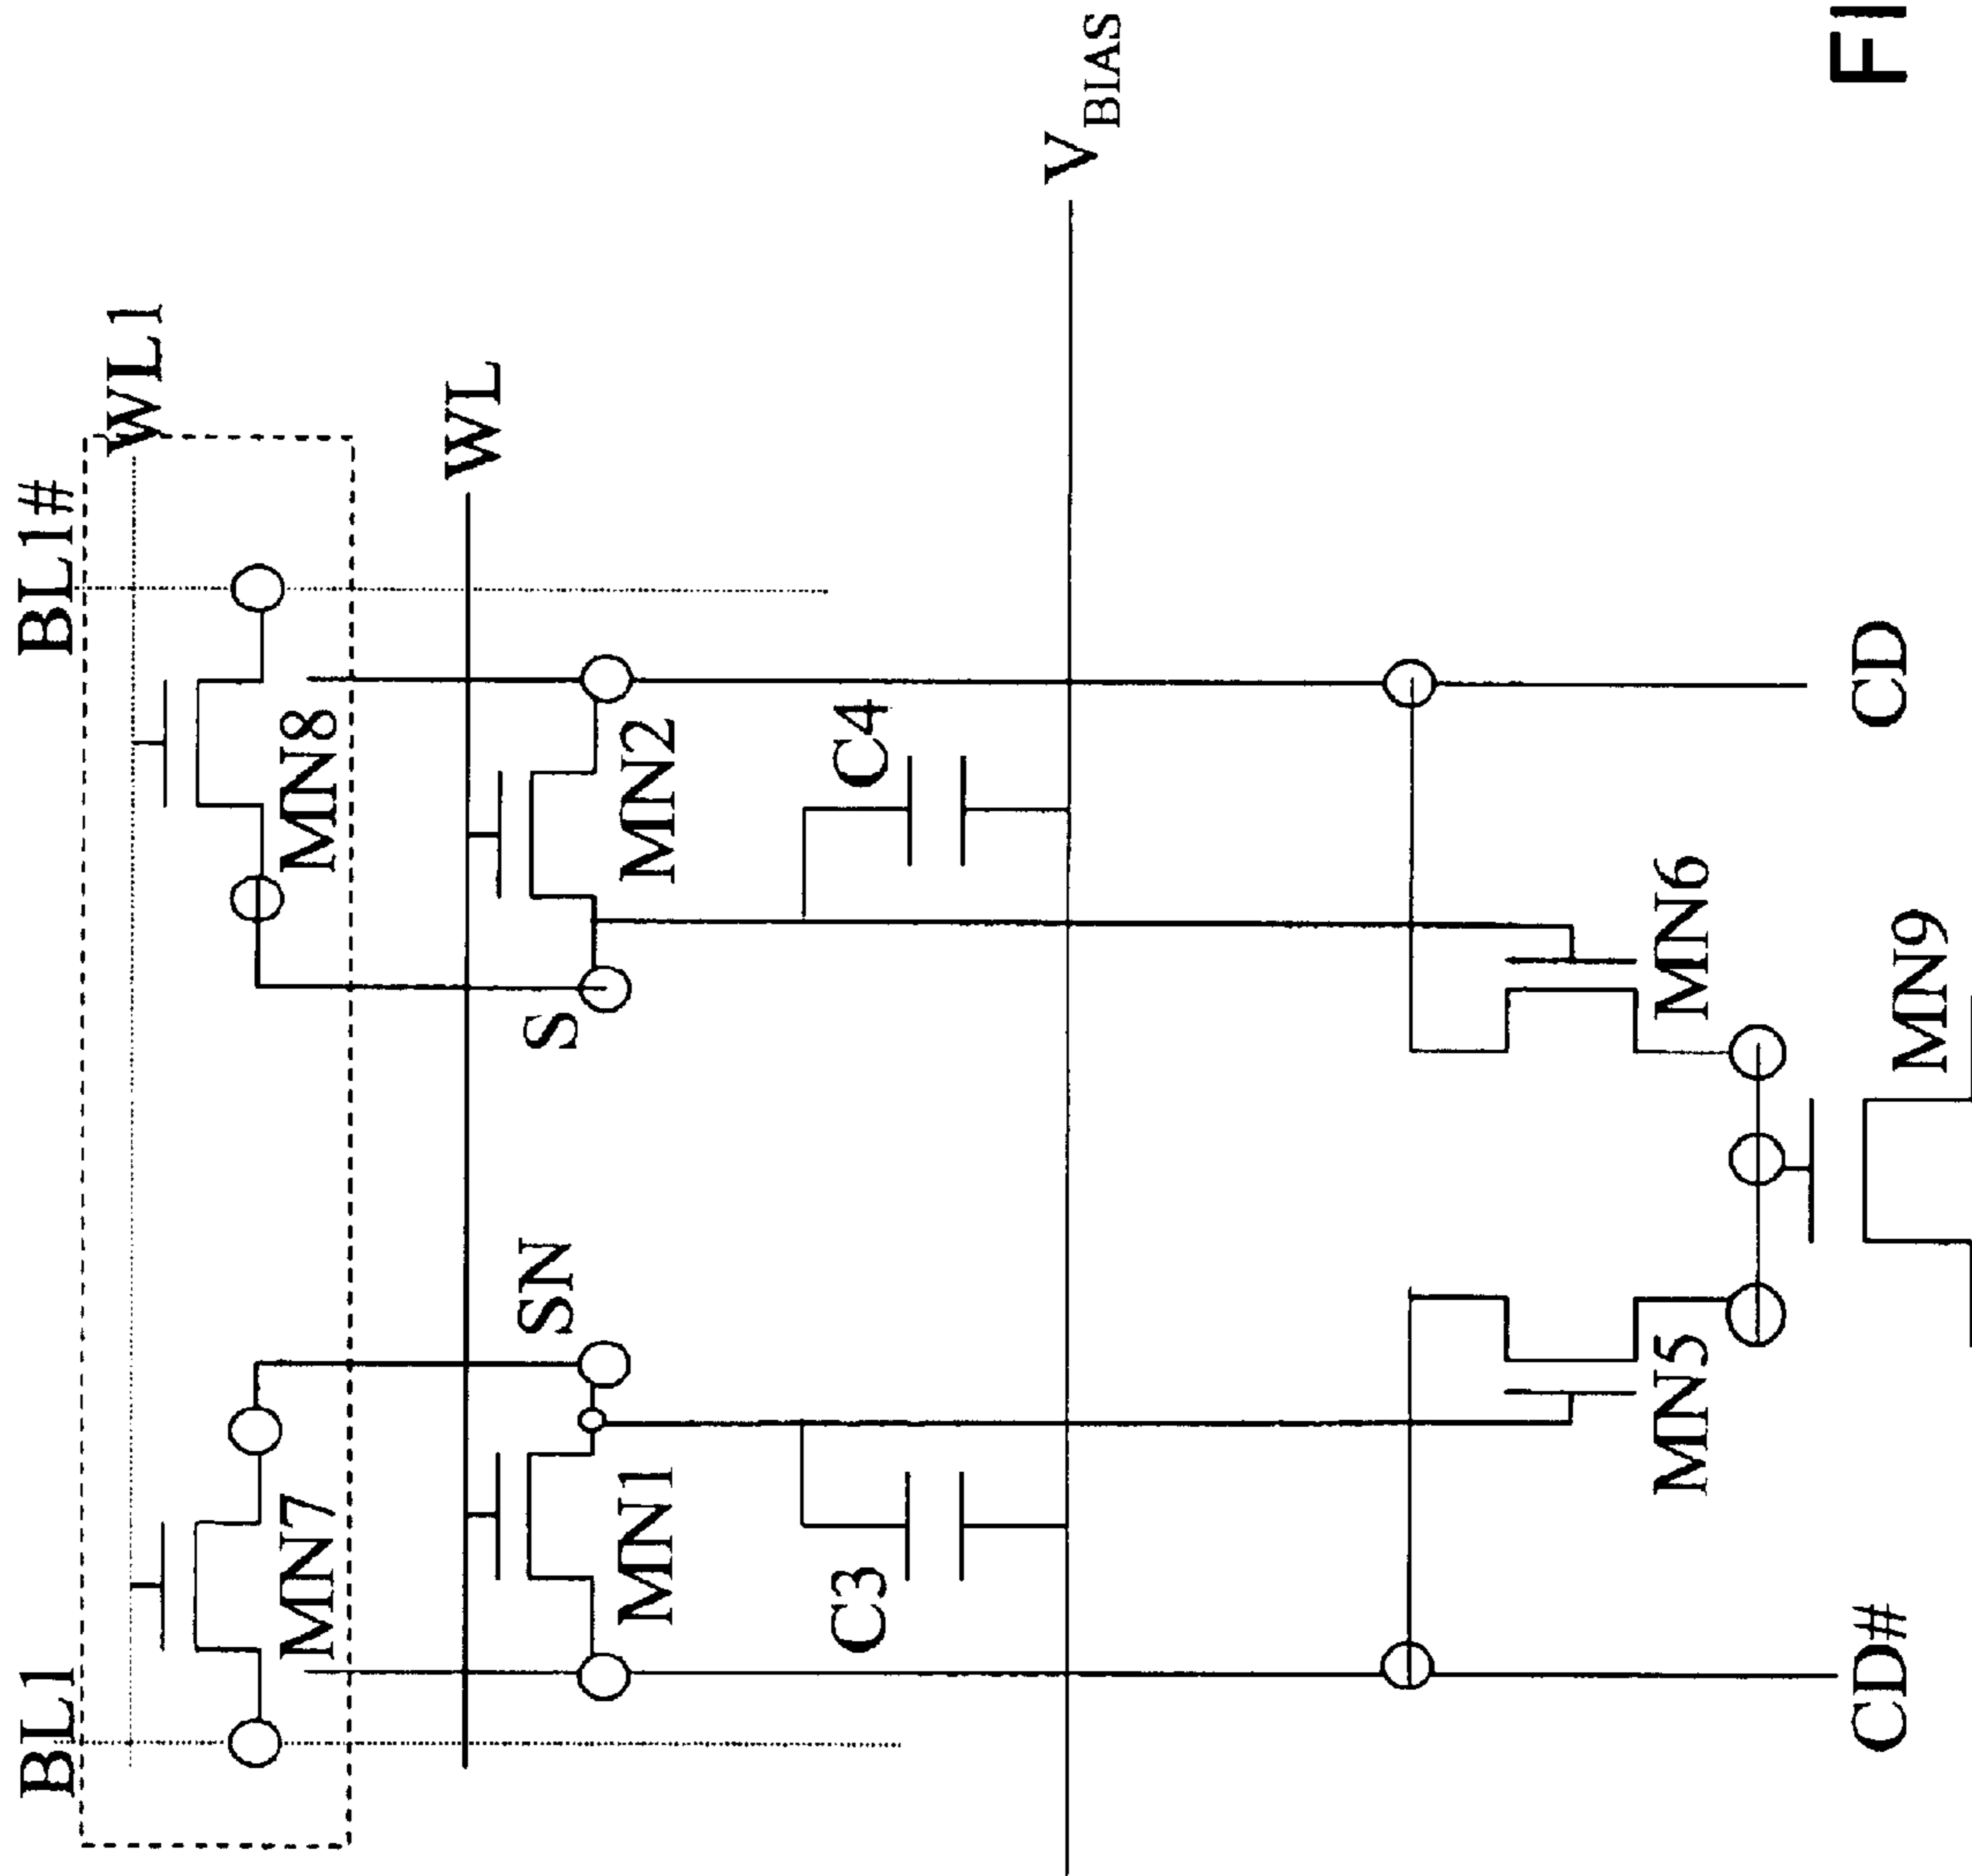 BL1
BL1#
WL1
MN7
MN8
WL
SN
S
MN1
MN2
C3
C4
VBIAS
MN5
MN6
CD#
CD
MN9
FI